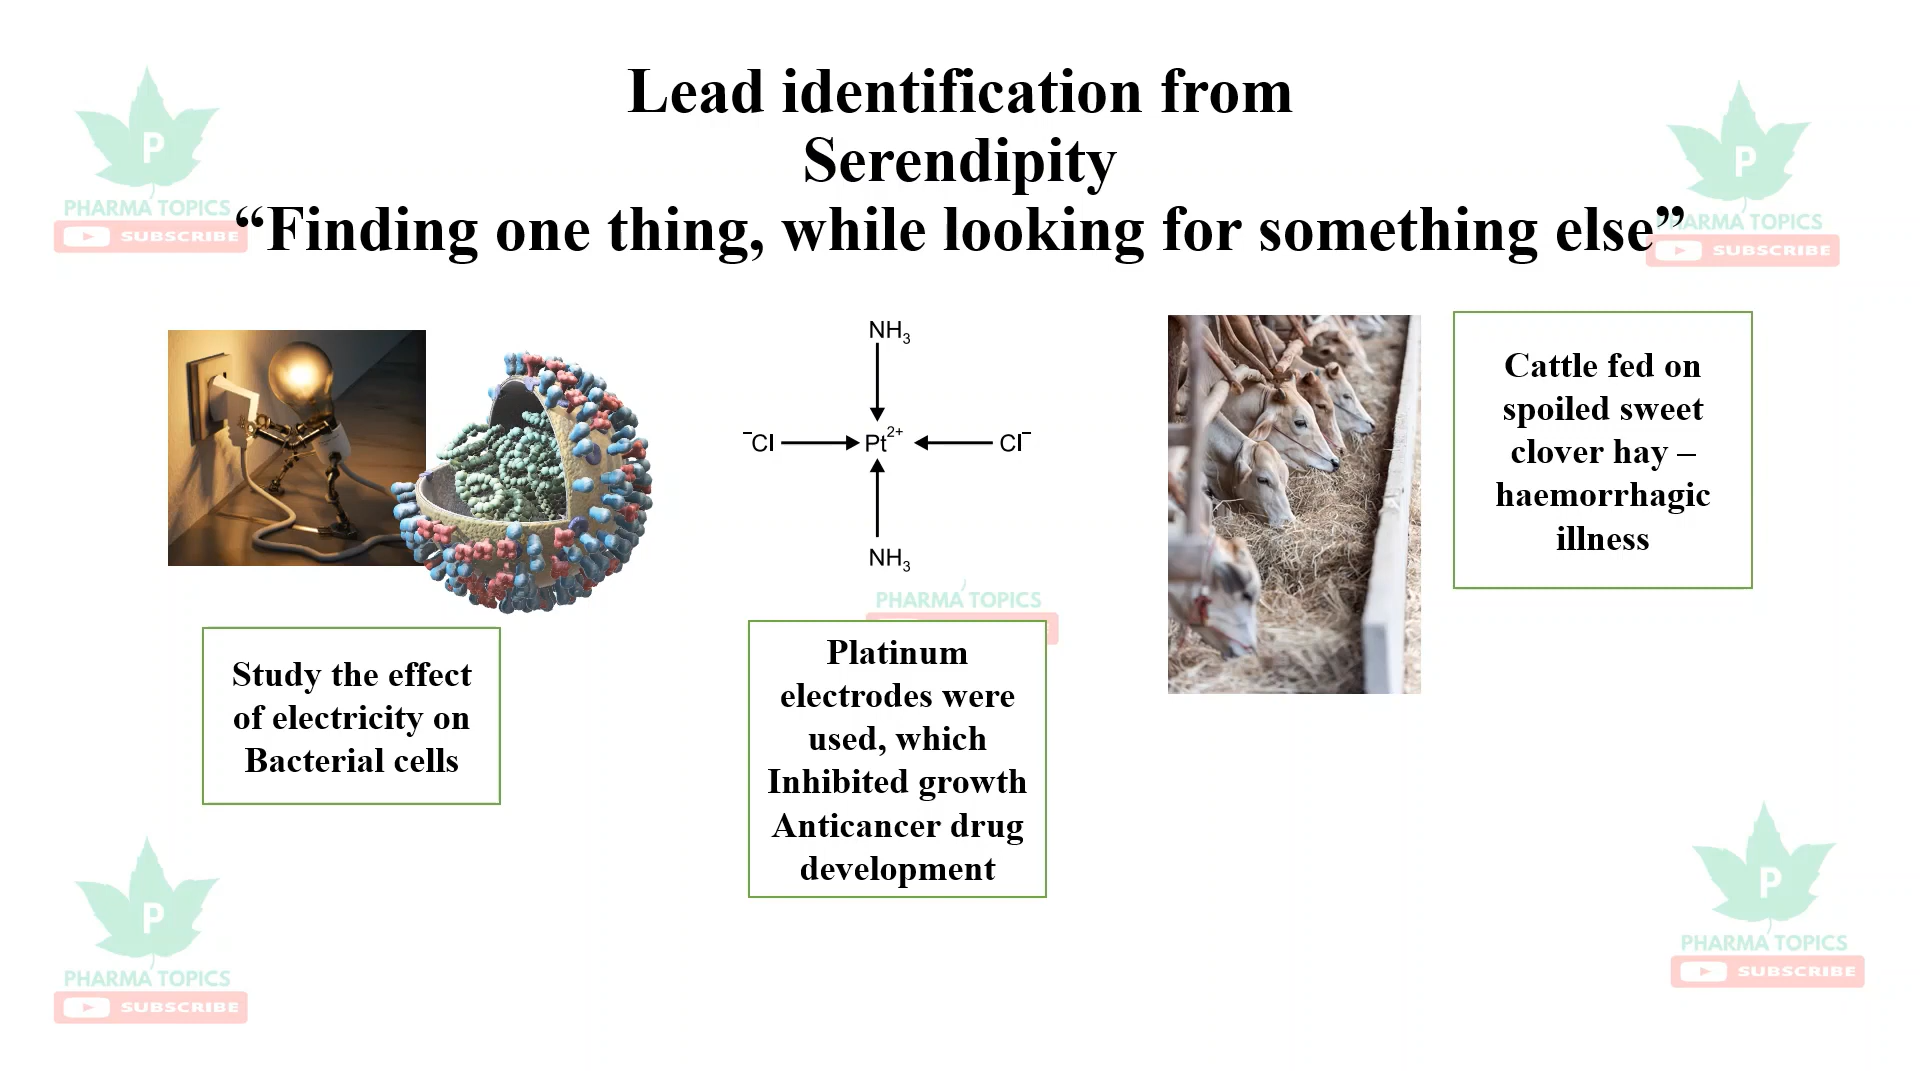 Lead identification from
Serendipity
“Finding one thing, while looking for something else”
P
PHARMA TOPICS
SUBSCRIBE
P
PHARMA TOPICS
SUBSCRIBE
NH3
⁻Cl
Pt2+
Cl⁻
NH3
PHARMA TOPICS
Study the effect
of electricity on
Bacterial cells
Platinum
electrodes were
used, which
Inhibited growth
Anticancer drug
development
Cattle fed on
spoiled sweet
clover hay –
haemorrhagic
illness
P
PHARMA TOPICS
SUBSCRIBE
P
PHARMA TOPICS
SUBSCRIBE